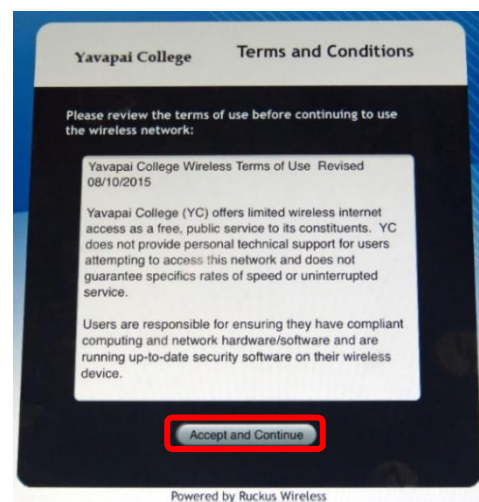 Yavapai College
Terms and Conditions
Please review the terms of use before continuing to use
the wireless network:
Yavapai College Wireless Terms of Use  Revised
08/10/2015
Yavapai College (YC) offers limited wireless internet
access as a free, public service to its constituents.  YC
does not provide personal technical support for users
attempting to access this network and does not
guarantee specifics rates of speed or uninterrupted
service.
Users are responsible for ensuring they have compliant
computing and network hardware/software and are
running up-to-date security software on their wireless
device.
Accept and Continue
Powered by Ruckus Wireless